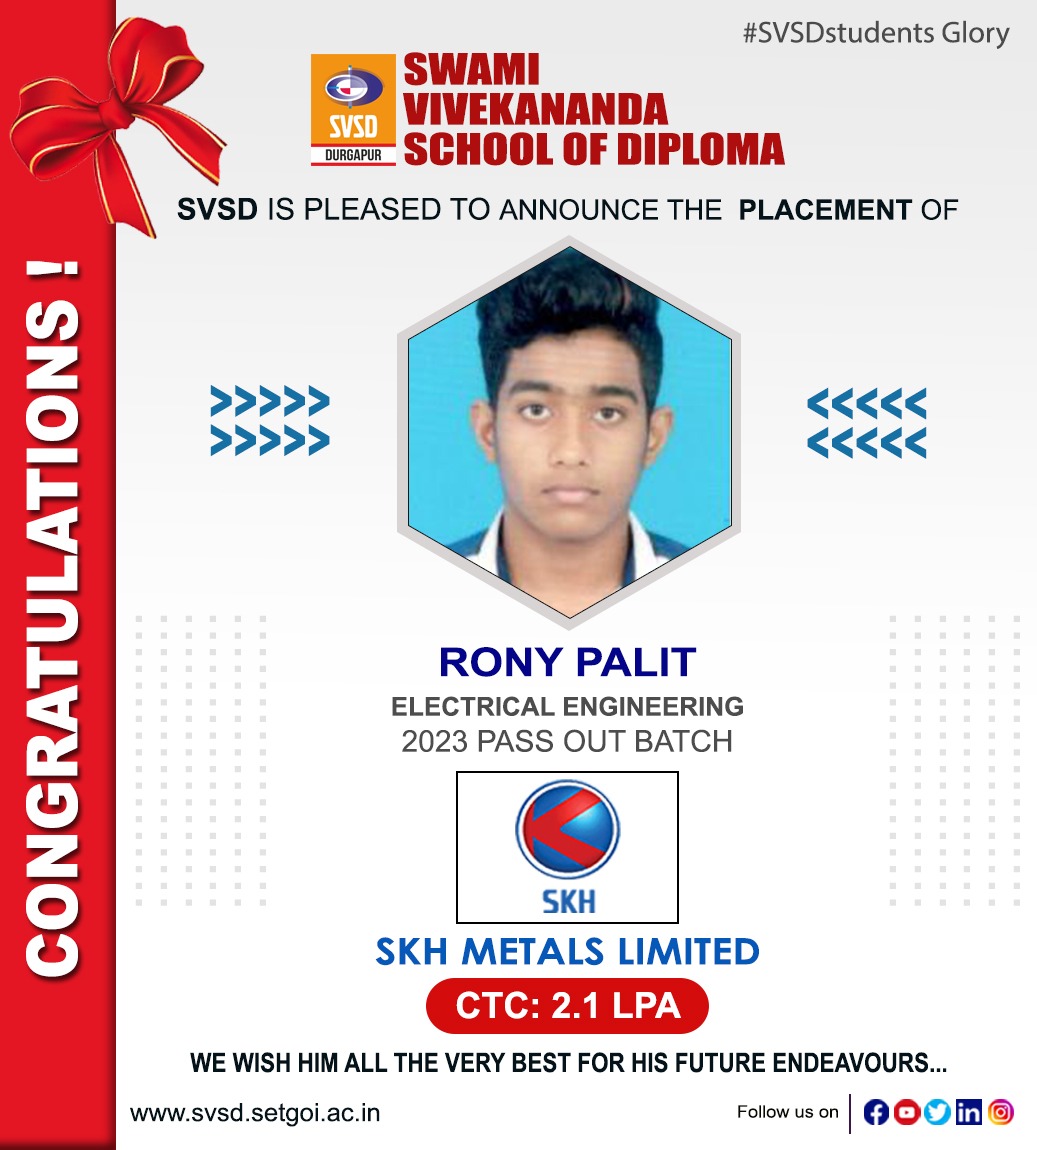 #SVSDstudents Glory
SWAMI
VIVEKANANDA
SCHOOL OF DIPLOMA
SVSD
DURGAPUR
SVSD IS PLEASED TO ANNOUNCE THE PLACEMENT OF
CONGRATULATIONS !
>>>>> <<<<<
>>>>> <<<<<
RONY PALIT
ELECTRICAL ENGINEERING
2023 PASS OUT BATCH
SKH
SKH METALS LIMITED
CTC: 2.1 LPA
WE WISH HIM ALL THE VERY BEST FOR HIS FUTURE ENDEAVOURS...
www.svsd.setgoi.ac.in
Follow us on